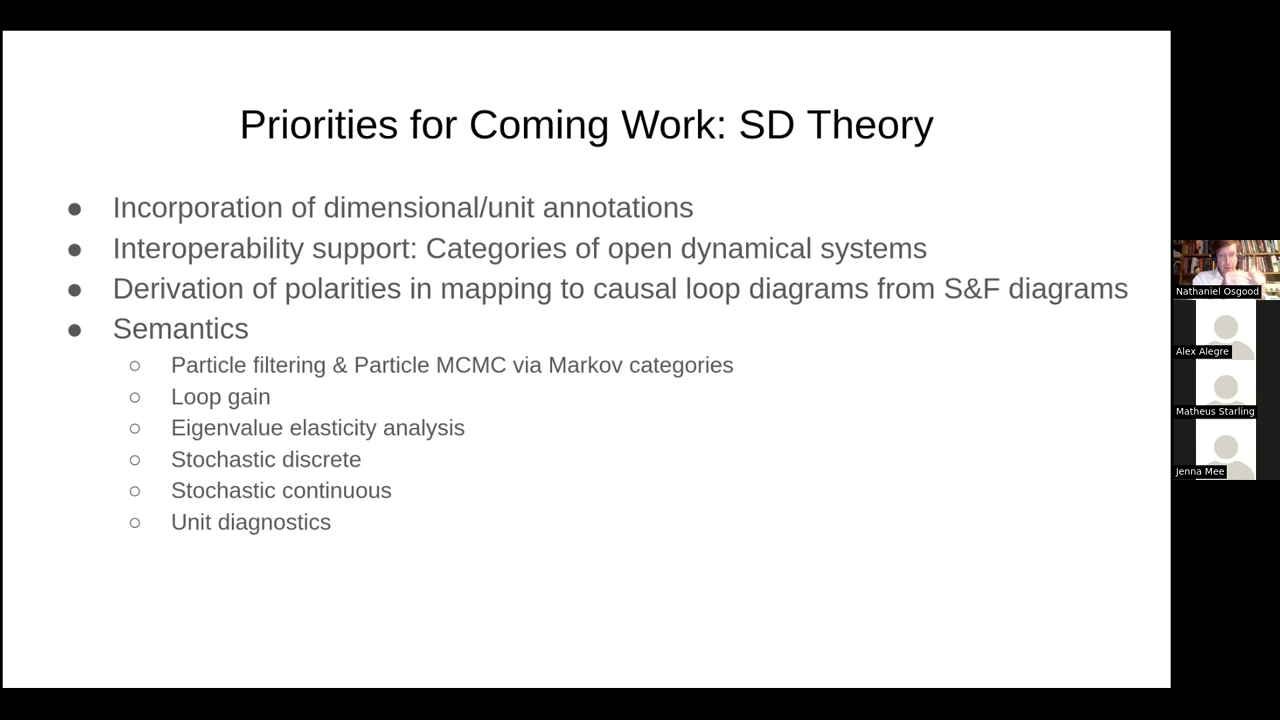 Priorities for Coming Work: SD Theory
● Incorporation of dimensional/unit annotations
● Interoperability support: Categories of open dynamical systems
● Derivation of polarities in mapping to causal loop diagrams from S&F diagrams
● Semantics
○ Particle filtering & Particle MCMC via Markov categories
○ Loop gain
○ Eigenvalue elasticity analysis
○ Stochastic discrete
○ Stochastic continuous
○ Unit diagnostics
Nathaniel Osgood
Alex Alegre
Matheus Starling
Jenna Mee